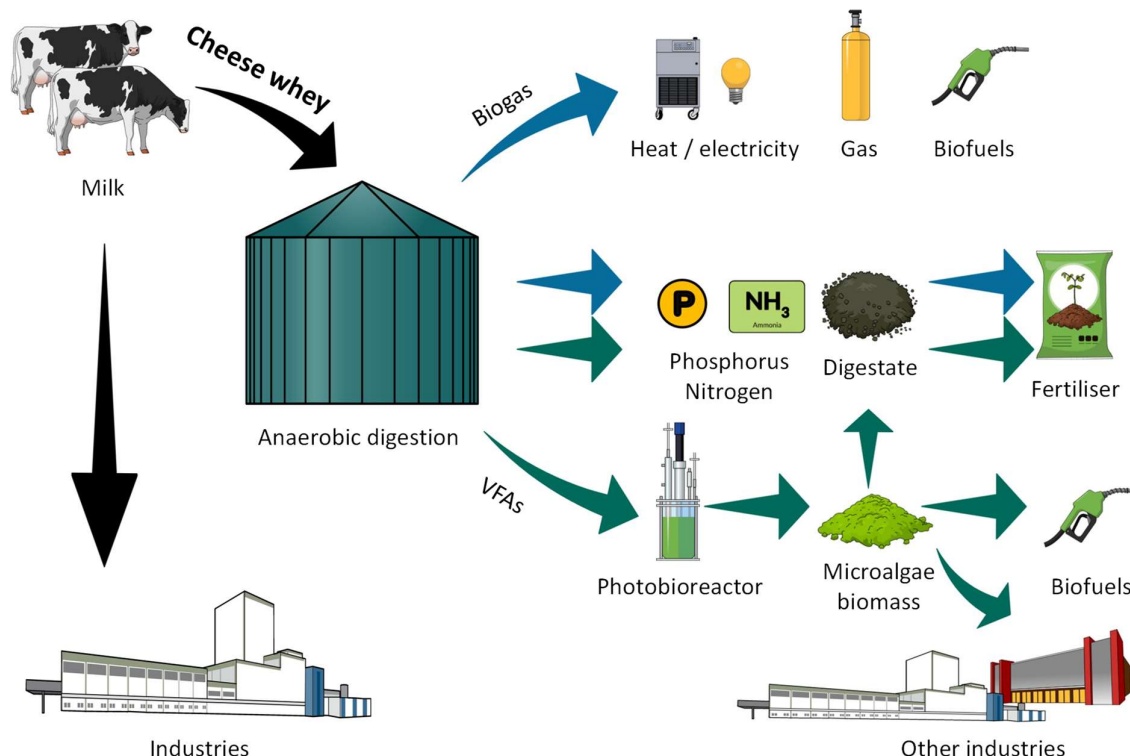 Cheese whey
Milk
Biogas
Heat / electricity
Gas
Biofuels
Anaerobic digestion
P
NH3
Ammonia
Phosphorus
Nitrogen
Digestate
Fertiliser
VFAs
Photobioreactor
Microalgae
biomass
Biofuels
Industries
Other industries